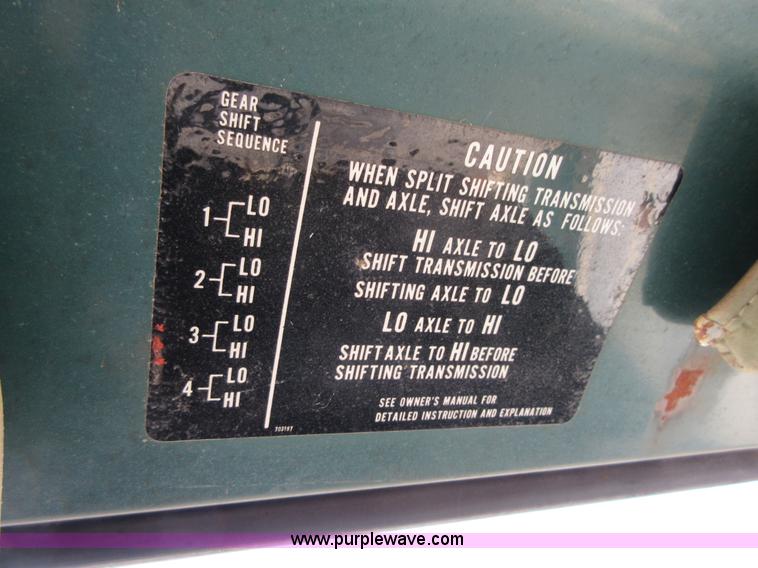 GEAR
SHIFT
SEQUENCE
1 LO
HI
2 LO
HI
3 LO
HI
4 LO
HI
CAUTION
WHEN SPLIT SHIFTING TRANSMISSION
AND AXLE, SHIFT AXLE AS FOLLOWS:
HI AXLE TO LO
SHIFT TRANSMISSION BEFORE
SHIFTING AXLE TO LO
LO AXLE TO HI
SHIFT AXLE TO HI BEFORE
SHIFTING TRANSMISSION
SEE OWNER'S MANUAL FOR
DETAILED INSTRUCTION AND EXPLANATION
www.purplewave.com